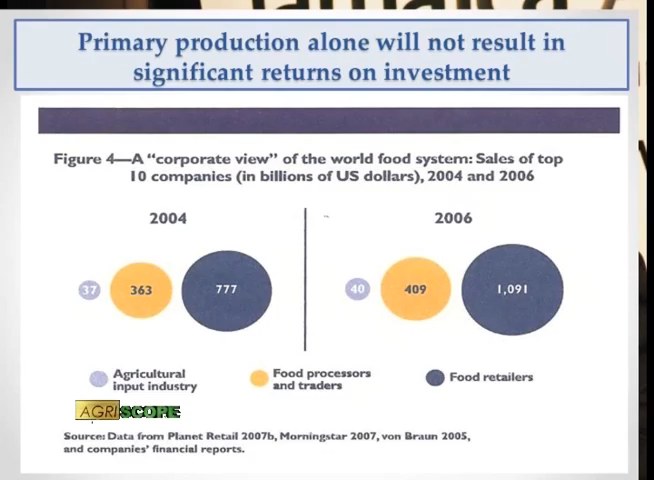 Primary production alone will not result in
significant returns on investment
Figure 4—A “corporate view” of the world food system: Sales of top
10 companies (in billions of US dollars), 2004 and 2006
2004
2006
37
363
777
40
409
1,091
Agricultural
input industry
Food processors
and traders
Food retailers
AGRISCOPE
Source: Data from Planet Retail 2007b, Morningstar 2007, von Braun 2005,
and companies’ financial reports.